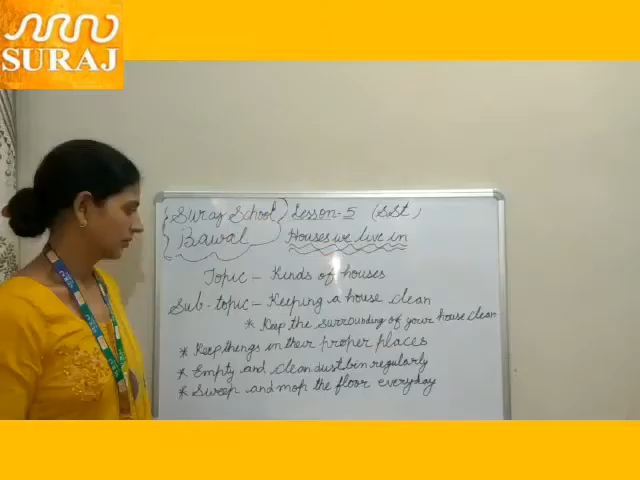 SURAJ
Suraj School Lesson-5 (SSt)
Bawal Houses we live in
Topic - Kinds of houses
Sub-topic - Keeping a house clean
* Keep the surrounding of your house clean
* Keep things in their proper places
* Empty and clean dustbin regularly
* Sweep and mop the floor everyday